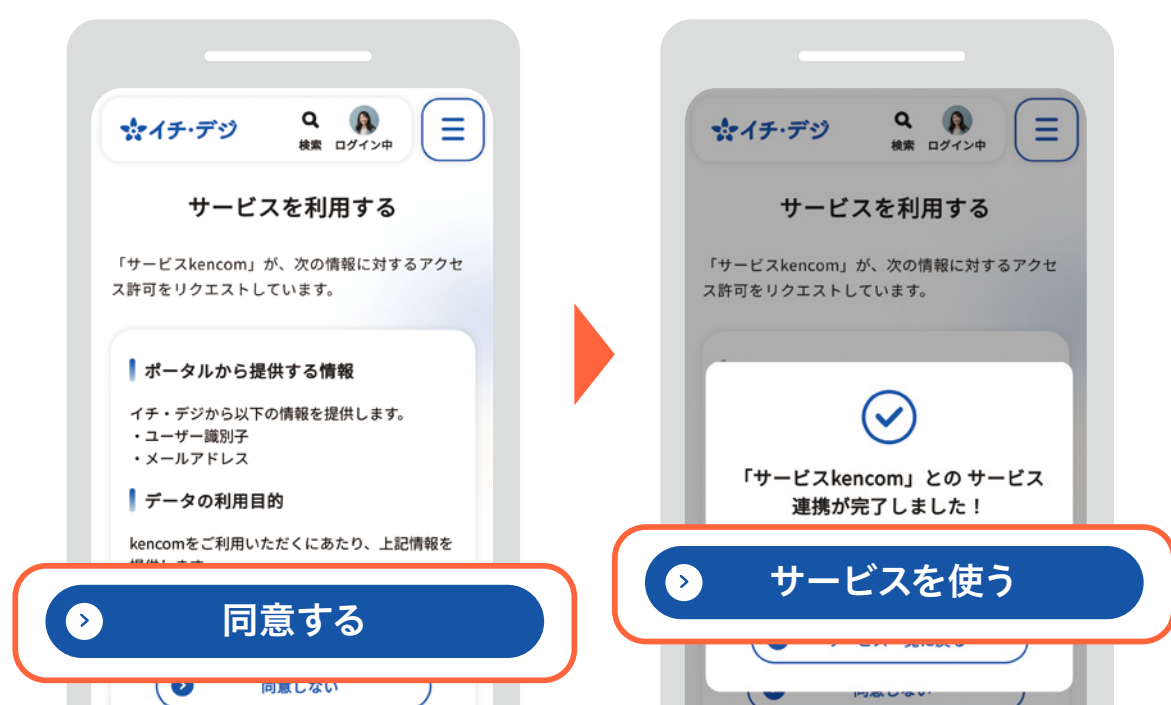 イチ・デジ
検索
ログイン中
サービスを利用する
「サービスkencom」が、次の情報に対するアクセ
ス許可をリクエストしています。
ポータルから提供する情報
イチ・デジから以下の情報を提供します。
・ユーザー識別子
・メールアドレス
データの利用目的
kencomをご利用いただくにあたり、上記情報を
同意する
同意しない
イチ・デジ
検索
ログイン中
サービスを利用する
「サービスkencom」が、次の情報に対するアクセ
ス許可をリクエストしています。
「サービスkencom」との サービス
連携が完了しました！
サービスを使う